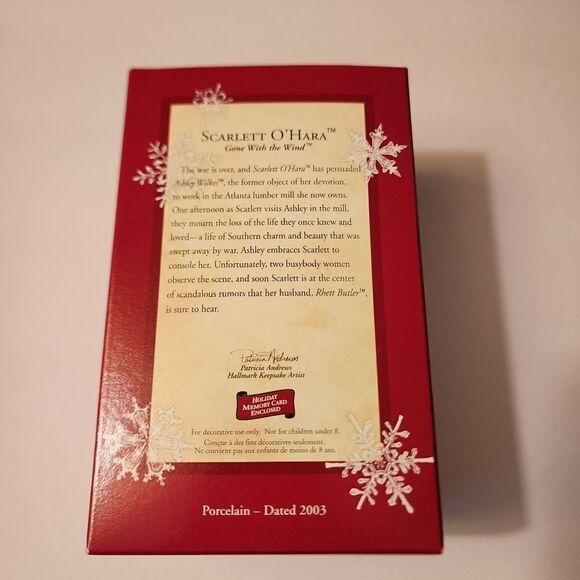 SCARLETT O'HARA™
Gone With the Wind™
The war is over, and Scarlett O'Hara™ has persuaded
Ashley Wilkes™, the former object of her devotion,
to work in the Atlanta lumber mill she now owns.
One afternoon as Scarlett visits Ashley in the mill,
they mourn the loss of the life they once knew and
loved—a life of Southern charm and beauty that was
swept away by war. Ashley embraces Scarlett to
console her. Unfortunately, two busybody women
observe the scene, and soon Scarlett is at the center
of scandalous rumors that her husband, Rhett Butler™,
is sure to hear.
Patricia Andrews
Patricia Andrews
Hallmark Keepsake Artist
HOLIDAY
MEMORY CARD
ENCLOSED
For decorative use only. Not for children under 8.
Conçue à des fins décoratives seulement.
Ne convient pas aux enfants de moins de 8 ans.
Porcelain – Dated 2003